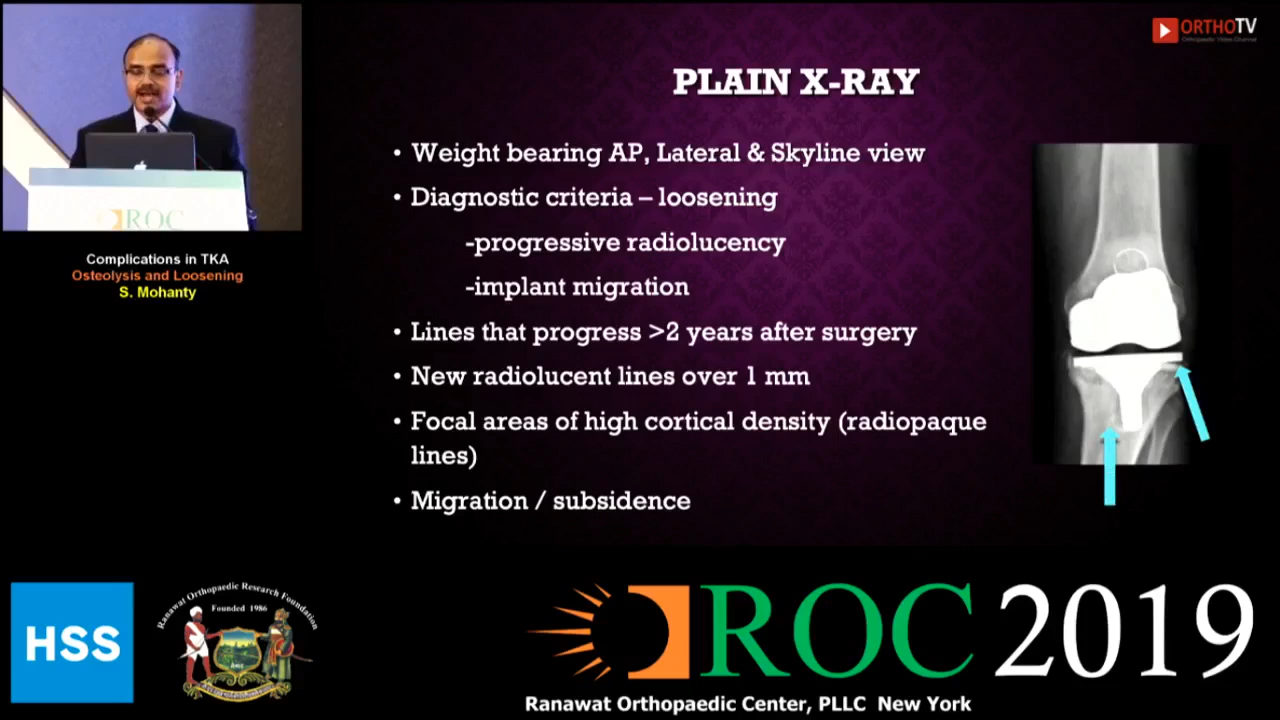 ORTHOTV
Orthopaedic Video Channel
PLAIN X-RAY
• Weight bearing AP, Lateral & Skyline view
• Diagnostic criteria – loosening
-progressive radiolucency
-implant migration
• Lines that progress >2 years after surgery
• New radiolucent lines over 1 mm
• Focal areas of high cortical density (radiopaque
lines)
• Migration / subsidence
ROC
Complications in TKA
Osteolysis and Loosening
S. Mohanty
HSS
Ranawat Orthopaedic Research Foundation
Founded 1986
ROC 2019
Ranawat Orthopaedic Center, PLLC New York